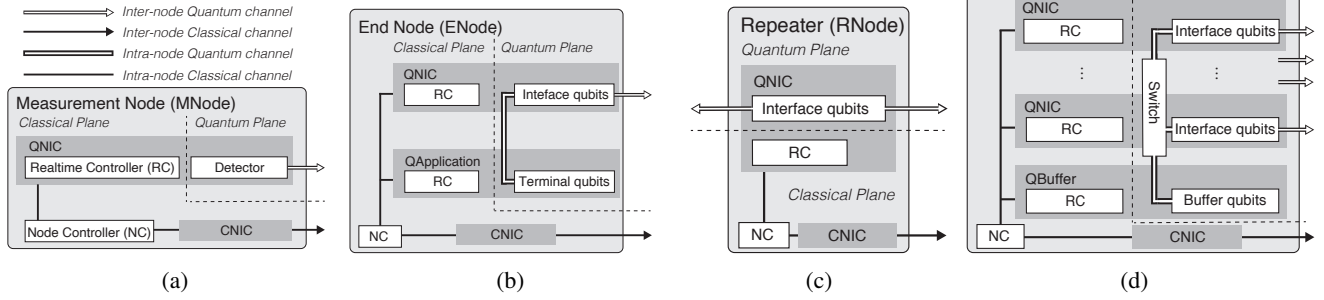 Inter-node Quantum channel
Inter-node Classical channel
Intra-node Quantum channel
Intra-node Classical channel
Measurement Node (MNode)
Classical Plane
Quantum Plane
QNIC
Realtime Controller (RC)
Detector
Node Controller (NC)
CNIC
(a)
End Node (ENode)
Classical Plane
Quantum Plane
QNIC
RC
Inteface qubits
QApplication
RC
Terminal qubits
NC
CNIC
(b)
Repeater (RNode)
Quantum Plane
QNIC
Interface qubits
RC
Classical Plane
NC
CNIC
(c)
QNIC
RC
Interface qubits
⋮
⋮
Switch
QNIC
RC
Interface qubits
QBuffer
RC
Buffer qubits
NC
CNIC
(d)